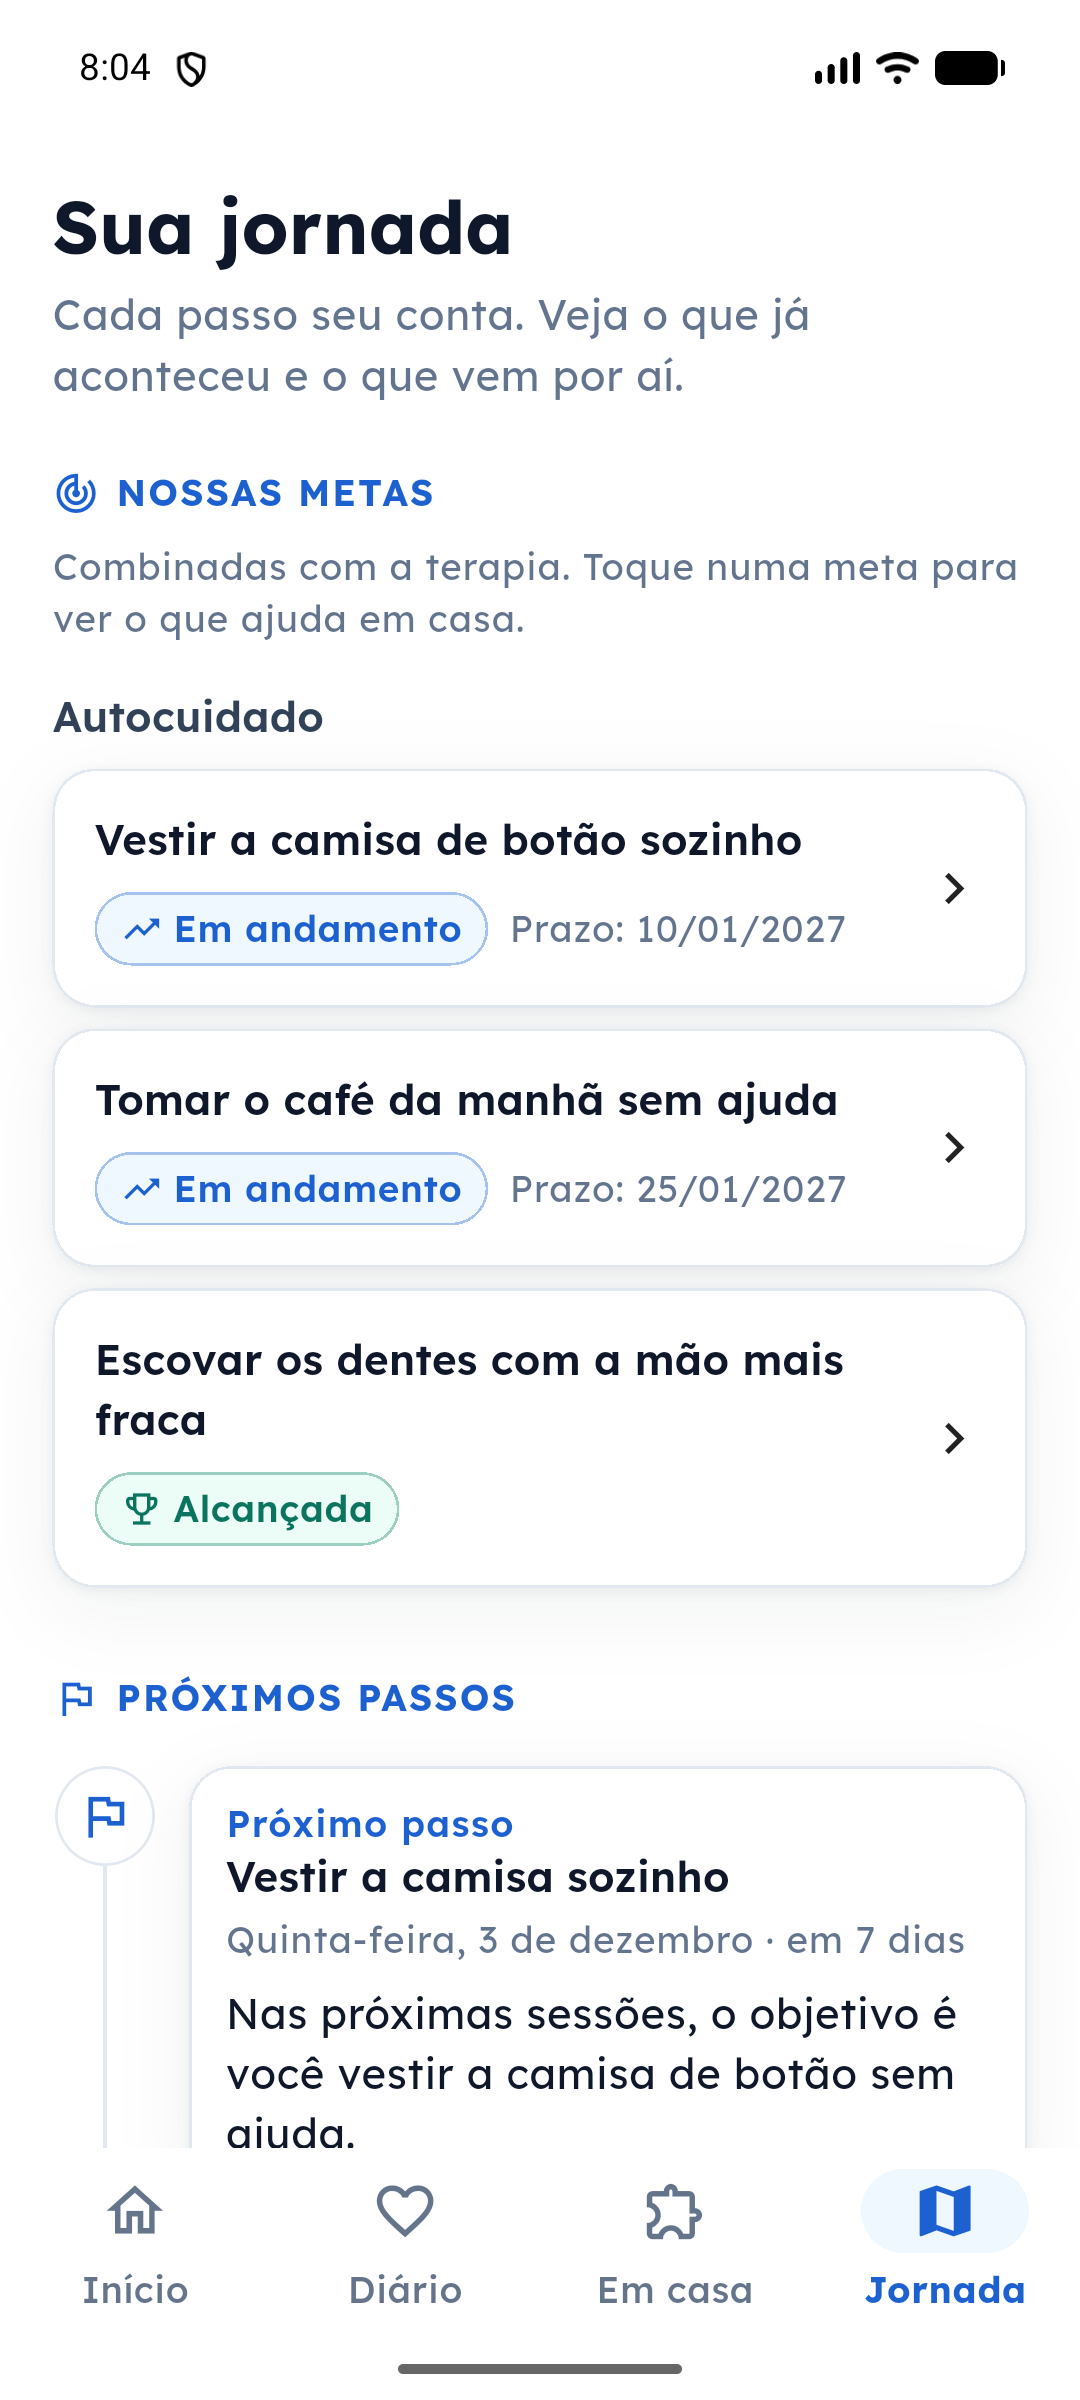 8:04
Sua jornada
Cada passo seu conta. Veja o que já
aconteceu e o que vem por aí.
NOSSAS METAS
Combinadas com a terapia. Toque numa meta para
ver o que ajuda em casa.
Autocuidado
Vestir a camisa de botão sozinho
Em andamento Prazo: 10/01/2027
Tomar o café da manhã sem ajuda
Em andamento Prazo: 25/01/2027
Escovar os dentes com a mão mais
fraca
Alcançada
PRÓXIMOS PASSOS
Próximo passo
Vestir a camisa sozinho
Quinta-feira, 3 de dezembro · em 7 dias
Nas próximas sessões, o objetivo é
você vestir a camisa de botão sem
ajuda.
Início Diário Em casa Jornada